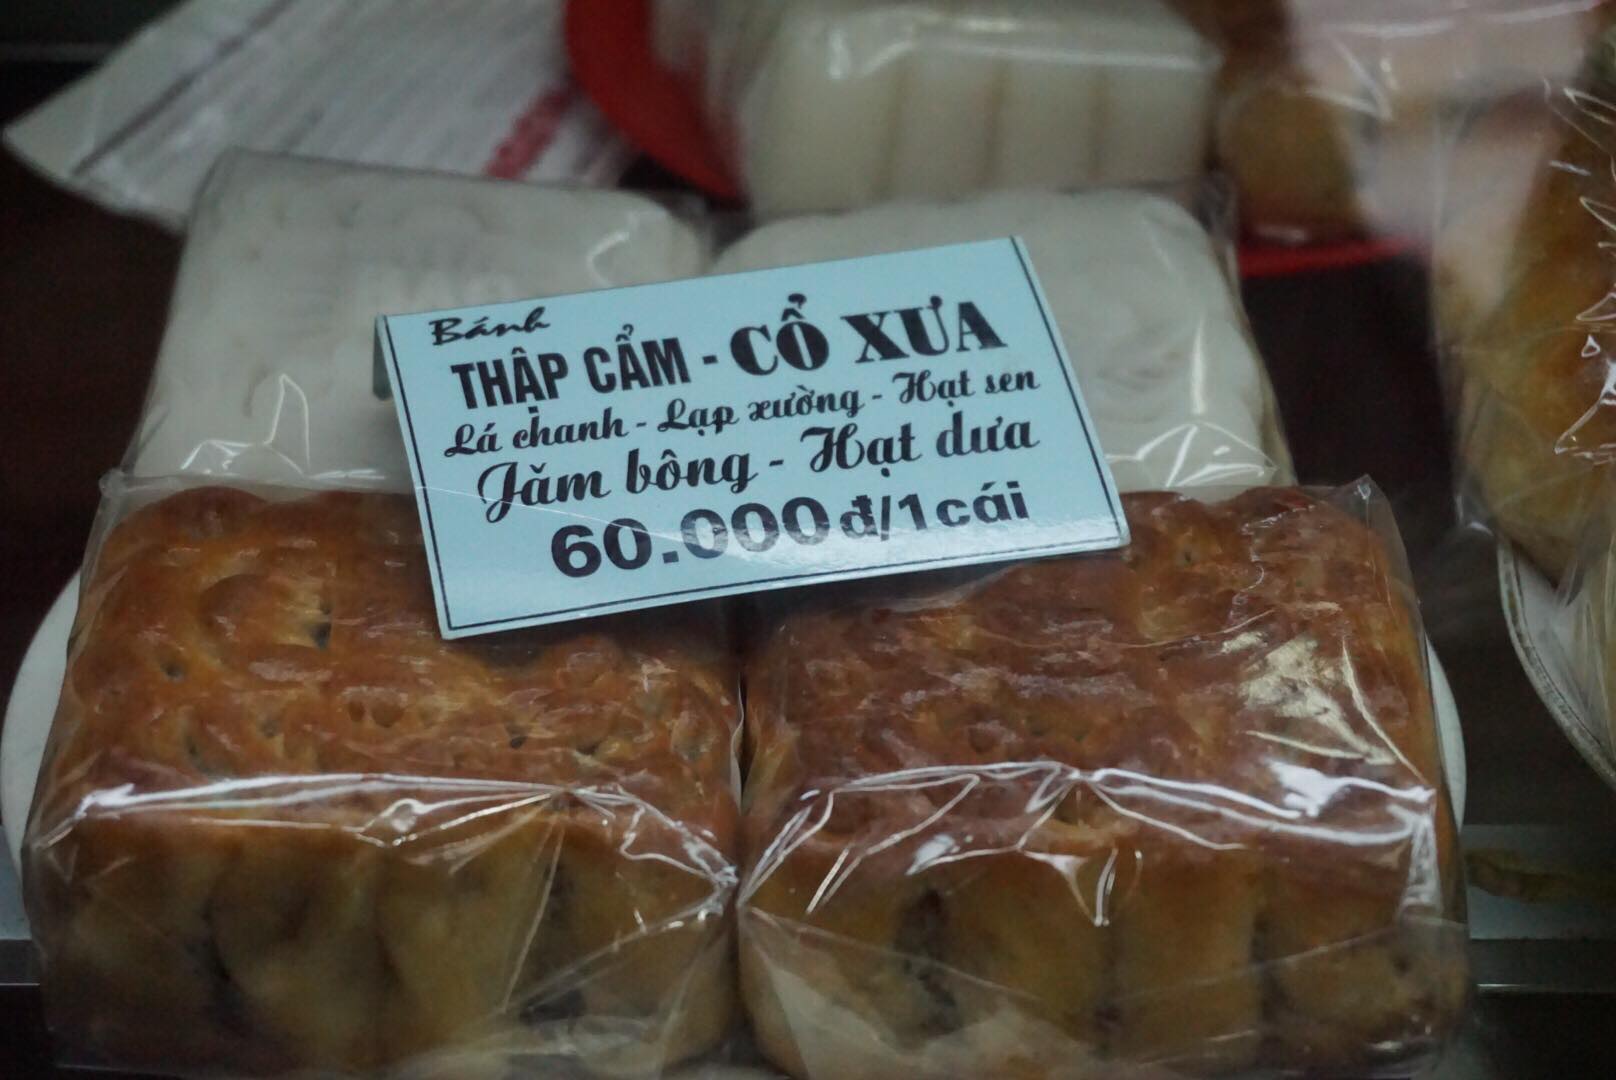 Bánh
THẬP CẨM - CỔ XƯA
Lá chanh - Lạp xường - Hạt sen
Jăm bông - Hạt dưa
60.000đ/1cái